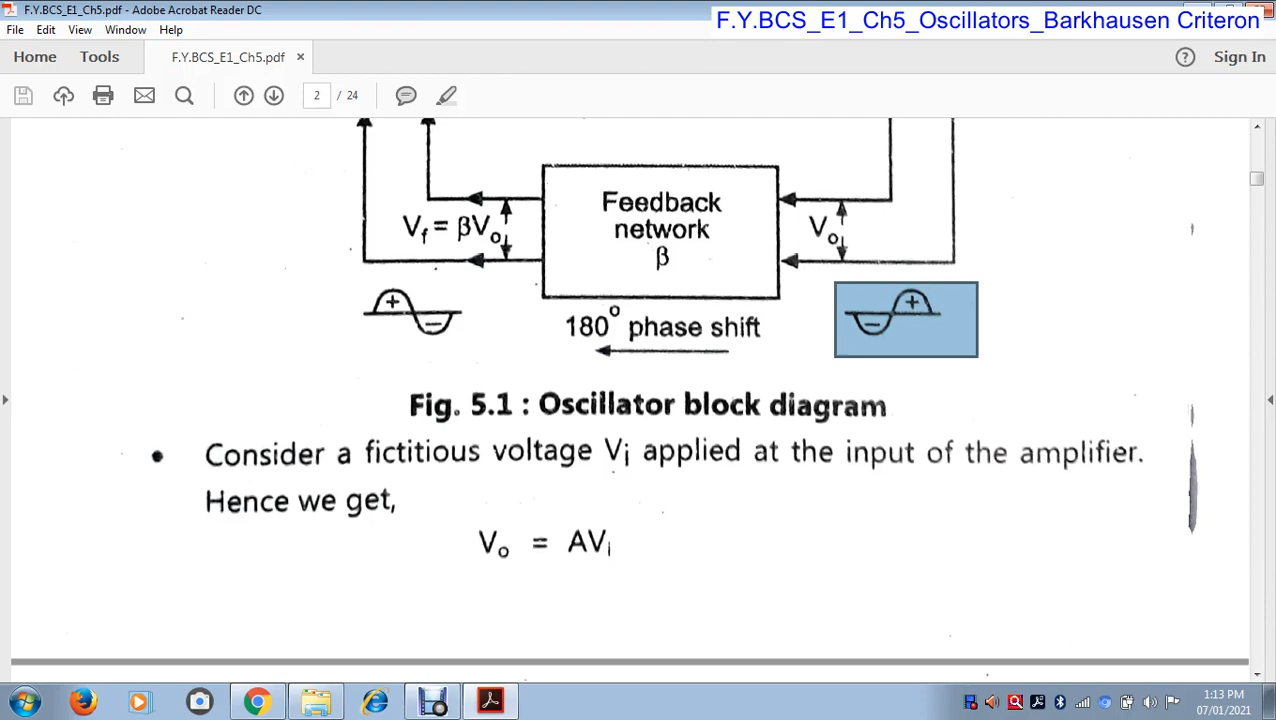 F.Y.BCS_E1_Ch5.pdf - Adobe Acrobat Reader DC
F.Y.BCS_E1_Ch5_Oscillators_Barkhausen Criteron
File Edit View Window Help
Home Tools F.Y.BCS_E1_Ch5.pdf × ? Sign In
2 / 24
Feedback
network
β
Vf = βVo
Vo
+
−
−
+
180° phase shift
Fig. 5.1 : Oscillator block diagram
• Consider a fictitious voltage Vi applied at the input of the amplifier.
Hence we get,
Vo = AVi
1:13 PM
07/01/2021